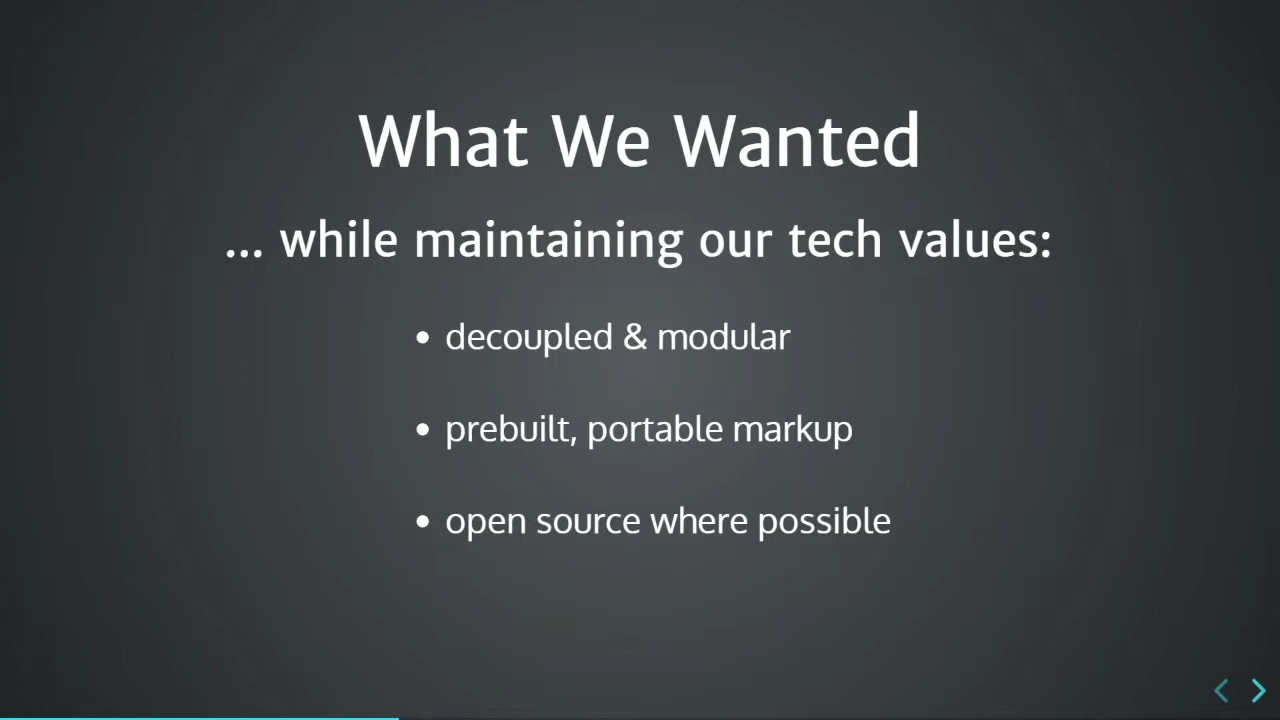 What We Wanted
... while maintaining our tech values:
• decoupled & modular
• prebuilt, portable markup
• open source where possible